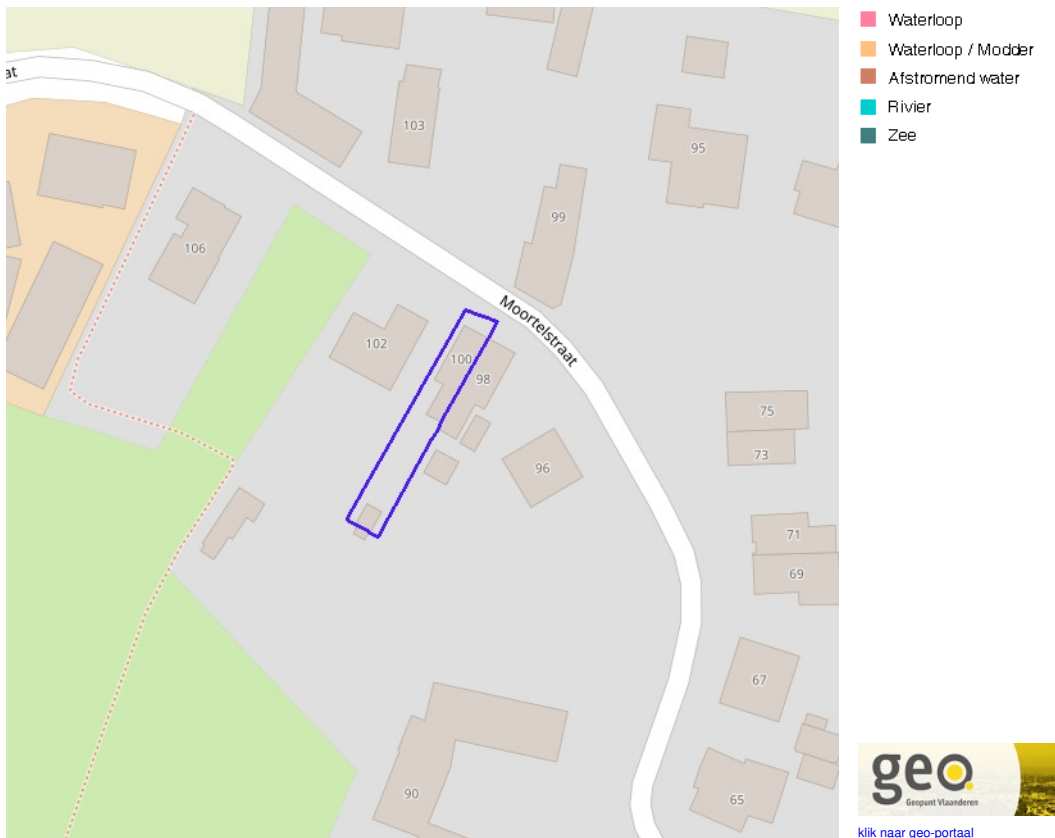 at
103
95
99
106
Moortelstraat
102
100
98
96
75
73
71
69
67
65
90
Waterloop
Waterloop / Modder
Afstromend water
Rivier
Zee
geo.
Geopunt Vlaanderen
klik naar geo-portaal